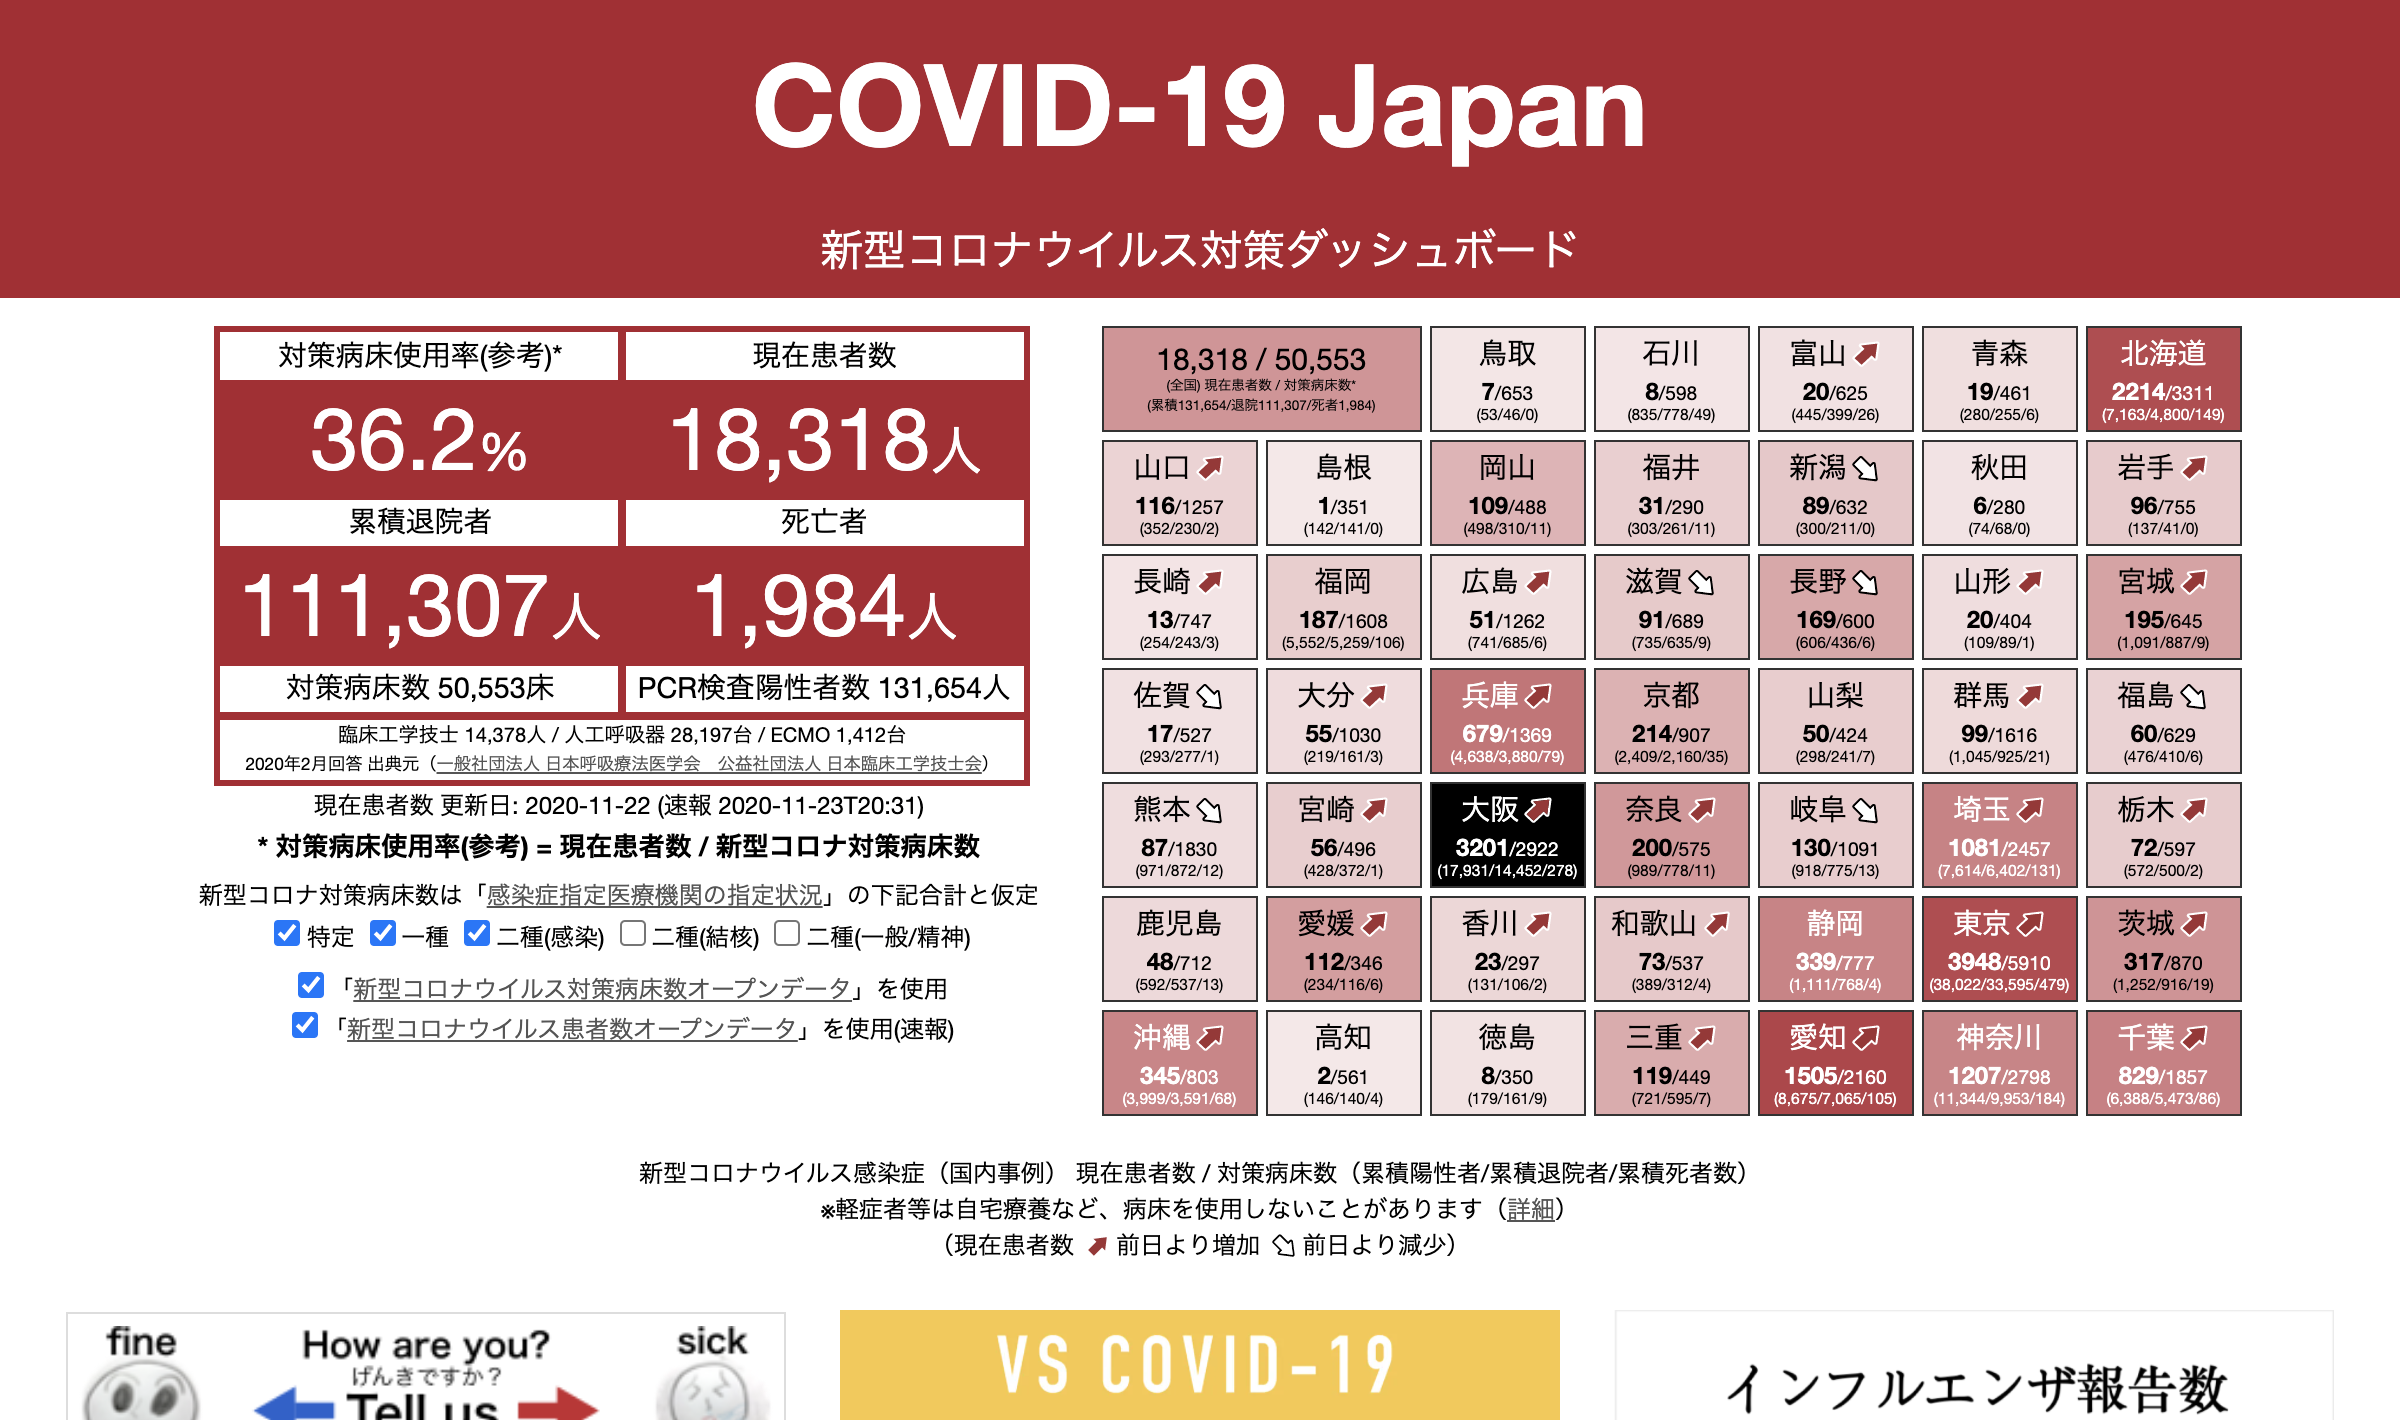 COVID-19 Japan
新型コロナウイルス対策ダッシュボード
対策病床使用率(参考)*
現在患者数
36.2%
18,318人
累積退院者
死亡者
111,307人
1,984人
対策病床数 50,553床
PCR検査陽性者数 131,654人
臨床工学技士 14,378人 / 人工呼吸器 28,197台 / ECMO 1,412台
2020年2月回答 出典元（一般社団法人 日本呼吸療法医学会　公益社団法人 日本臨床工学技士会）
現在患者数 更新日: 2020-11-22 (速報 2020-11-23T20:31)
* 対策病床使用率(参考) = 現在患者数 / 新型コロナ対策病床数
新型コロナ対策病床数は「感染症指定医療機関の指定状況」の下記合計と仮定
特定 一種 二種(感染) 二種(結核) 二種(一般/精神)
「新型コロナウイルス対策病床数オープンデータ」を使用
「新型コロナウイルス患者数オープンデータ」を使用(速報)
18,318 / 50,553
(全国) 現在患者数 / 対策病床数*
(累積131,654/退院111,307/死者1,984)
鳥取
7/653
(53/46/0)
石川
8/598
(835/778/49)
富山
20/625
(445/399/26)
青森
19/461
(280/255/6)
北海道
2214/3311
(7,163/4,800/149)
山口
116/1257
(352/230/2)
島根
1/351
(142/141/0)
岡山
109/488
(498/310/11)
福井
31/290
(303/261/11)
新潟
89/632
(300/211/0)
秋田
6/280
(74/68/0)
岩手
96/755
(137/41/0)
長崎
13/747
(254/243/3)
福岡
187/1608
(5,552/5,259/106)
広島
51/1262
(741/685/6)
滋賀
91/689
(735/635/9)
長野
169/600
(606/436/6)
山形
20/404
(109/89/1)
宮城
195/645
(1,091/887/9)
佐賀
17/527
(293/277/1)
大分
55/1030
(219/161/3)
兵庫
679/1369
(4,638/3,880/79)
京都
214/907
(2,409/2,160/35)
山梨
50/424
(298/241/7)
群馬
99/1616
(1,045/925/21)
福島
60/629
(476/410/6)
熊本
87/1830
(971/872/12)
宮崎
56/496
(428/372/1)
大阪
3201/2922
(17,931/14,452/278)
奈良
200/575
(989/778/11)
岐阜
130/1091
(918/775/13)
埼玉
1081/2457
(7,614/6,402/131)
栃木
72/597
(572/500/2)
鹿児島
48/712
(592/537/13)
愛媛
112/346
(234/116/6)
香川
23/297
(131/106/2)
和歌山
73/537
(389/312/4)
静岡
339/777
(1,111/768/4)
東京
3948/5910
(38,022/33,595/479)
茨城
317/870
(1,252/916/19)
沖縄
345/803
(3,999/3,591/68)
高知
2/561
(146/140/4)
徳島
8/350
(179/161/9)
三重
119/449
(721/595/7)
愛知
1505/2160
(8,675/7,065/105)
神奈川
1207/2798
(11,344/9,953/184)
千葉
829/1857
(6,388/5,473/86)
新型コロナウイルス感染症（国内事例） 現在患者数 / 対策病床数（累積陽性者/累積退院者/累積死者数）
※軽症者等は自宅療養など、病床を使用しないことがあります（詳細）
（現在患者数 前日より増加 前日より減少）
fine
How are you?
sick
げんきですか？
Tell us
VS COVID-19
インフルエンザ報告数